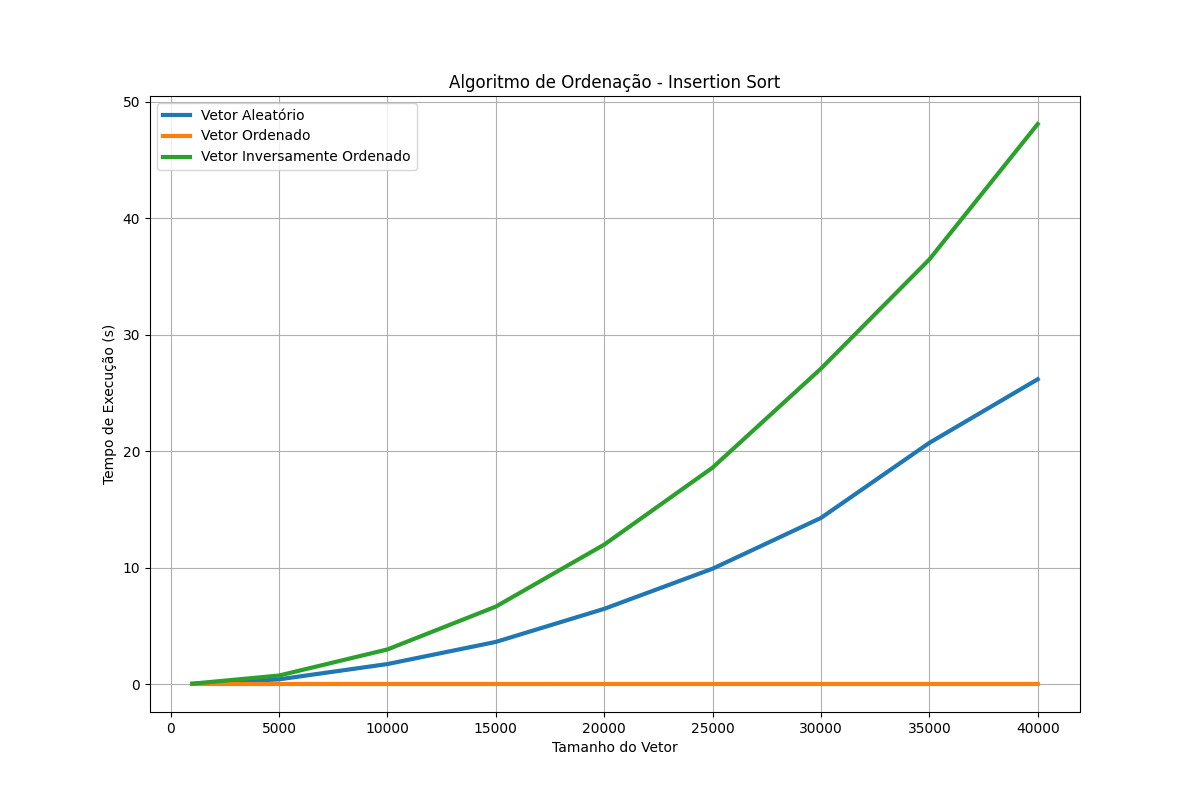 Algoritmo de Ordenação - Insertion Sort
Vetor Aleatório
Vetor Ordenado
Vetor Inversamente Ordenado
Tempo de Execução (s)
50
40
30
20
10
0
0 5000 10000 15000 20000 25000 30000 35000 40000
Tamanho do Vetor